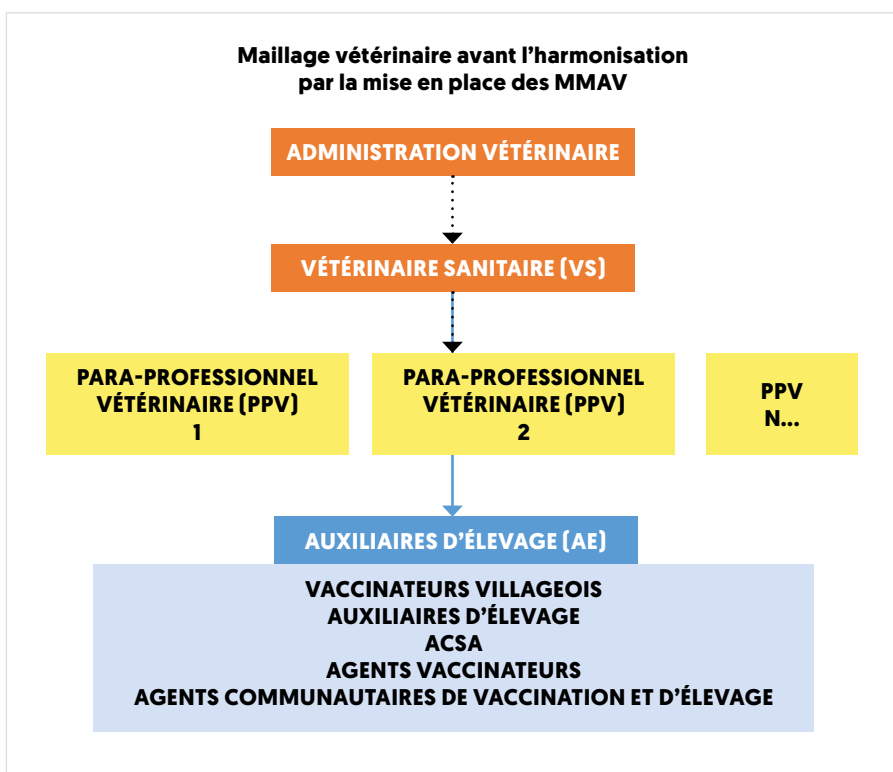 Maillage vétérinaire avant l’harmonisation
par la mise en place des MMAV
ADMINISTRATION VÉTÉRINAIRE
VÉTÉRINAIRE SANITAIRE (VS)
PARA-PROFESSIONNEL
VÉTÉRINAIRE (PPV)
1
PARA-PROFESSIONNEL
VÉTÉRINAIRE (PPV)
2
PPV
N...
AUXILIAIRES D’ÉLEVAGE (AE)
VACCINATEURS VILLAGEOIS
AUXILIAIRES D’ÉLEVAGE
ACSA
AGENTS VACCINATEURS
AGENTS COMMUNAUTAIRES DE VACCINATION ET D’ÉLEVAGE